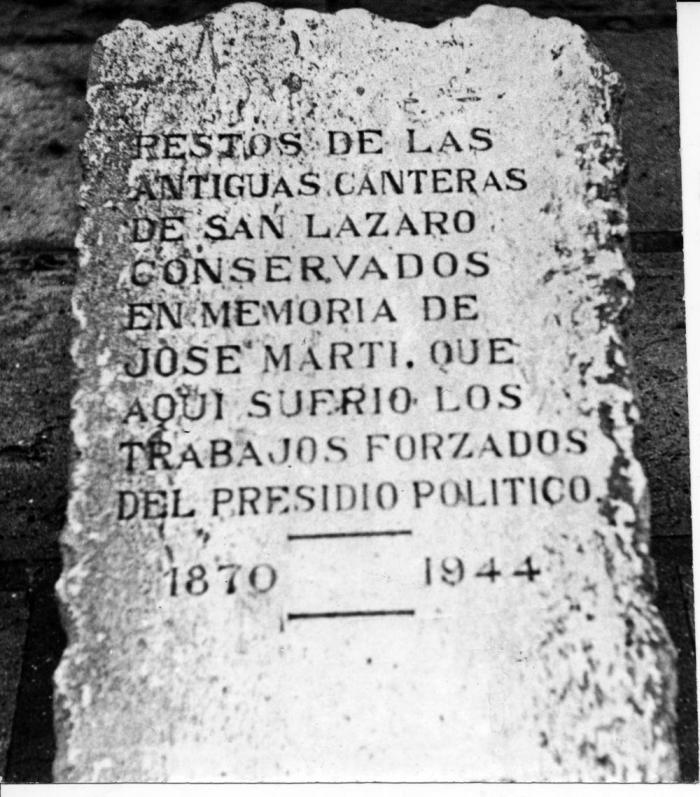 RESTOS DE LAS
ANTIGUAS CANTERAS
DE SAN LAZARO
CONSERVADOS
EN MEMORIA DE
JOSE MARTI. QUE
AQUI SUFRIO LOS
TRABAJOS FORZADOS
DEL PRESIDIO POLITICO.
1870 1944